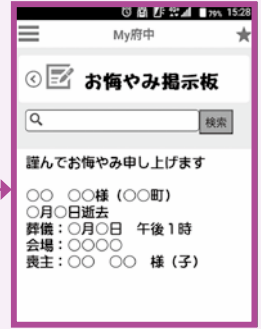 79% 15:28
My府中
お悔やみ掲示板
検索
謹んでお悔やみ申し上げます
○○ ○○様（○○町）
○月○日逝去
葬儀：○月○日 午後１時
会場：○○○○
喪主：○○ ○○ 様（子）